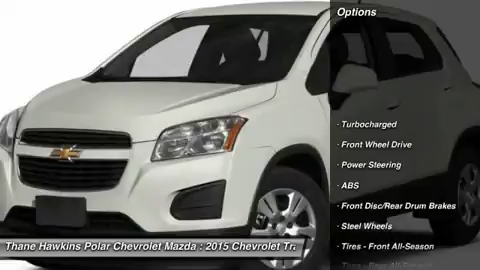 Options
· Turbocharged
· Front Wheel Drive
· Power Steering
· ABS
· Front Disc/Rear Drum Brakes
· Steel Wheels
· Tires - Front All-Season
Thane Hawkins Polar Chevrolet Mazda : 2015 Chevrolet Tr.